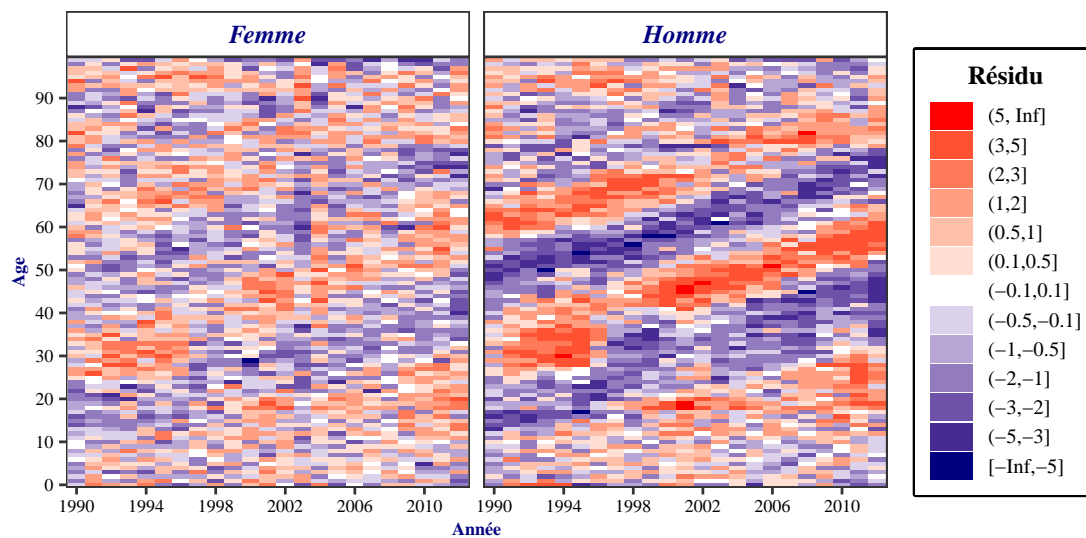 Femme
Homme
Age
90
80
70
60
50
40
30
20
10
0
1990 1994 1998 2002 2006 2010
1990 1994 1998 2002 2006 2010
Année
Résidu
(5, Inf]
(3,5]
(2,3]
(1,2]
(0.5,1]
(0.1,0.5]
(−0.1,0.1]
(−0.5,−0.1]
(−1,−0.5]
(−2,−1]
(−3,−2]
(−5,−3]
[−Inf,−5]